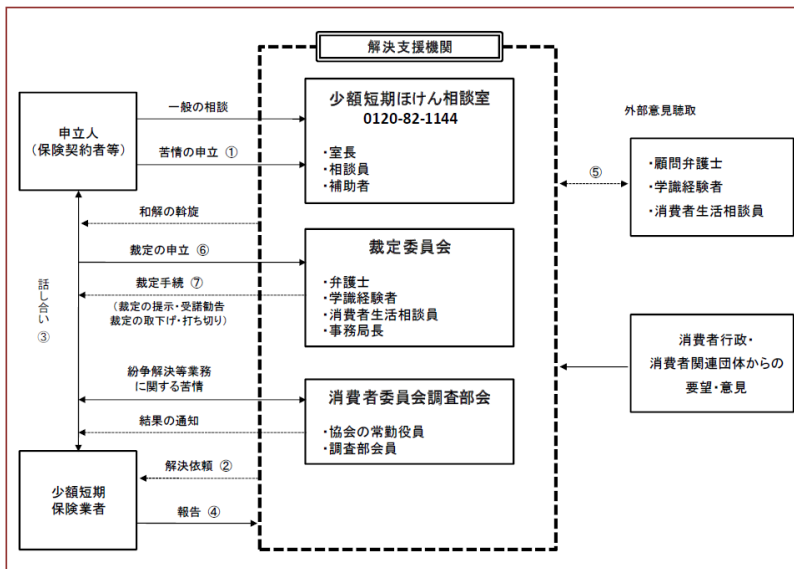 解決支援機関
申立人
（保険契約者等）
一般の相談
苦情の申立 ①
少額短期ほけん相談室
0120-82-1144
・室長
・相談員
・補助者
外部意見聴取
⑤
・顧問弁護士
・学識経験者
・消費生活相談員
和解の斡旋
裁定の申立 ⑥
裁定手続 ⑦
（裁定の提示・受諾勧告
裁定の取下げ・打ち切り）
裁定委員会
・弁護士
・学識経験者
・消費者生活相談員
・事務局長
話し合い ③
消費者行政・
消費者関連団体からの
要望・意見
紛争解決等業務
に関する苦情
結果の通知
消費者委員会調査部会
・協会の常勤役員
・調査部会員
少額短期
保険業者
解決依頼 ②
報告 ④